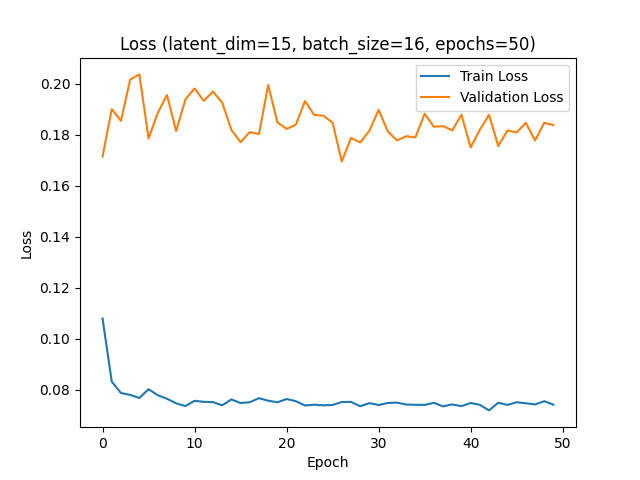 Loss (latent_dim=15, batch_size=16, epochs=50)
Train Loss
Validation Loss
Loss
0.20
0.18
0.16
0.14
0.12
0.10
0.08
0
10
20
30
40
50
Epoch